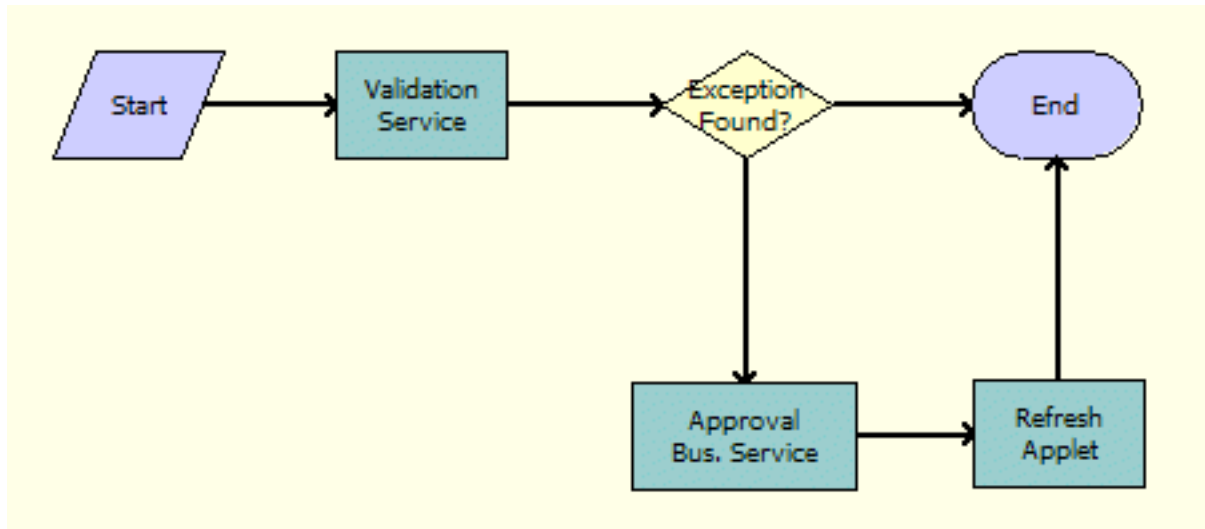 Start
Validation
Service
Exception
Found?
End
Approval
Bus. Service
Refresh
Applet